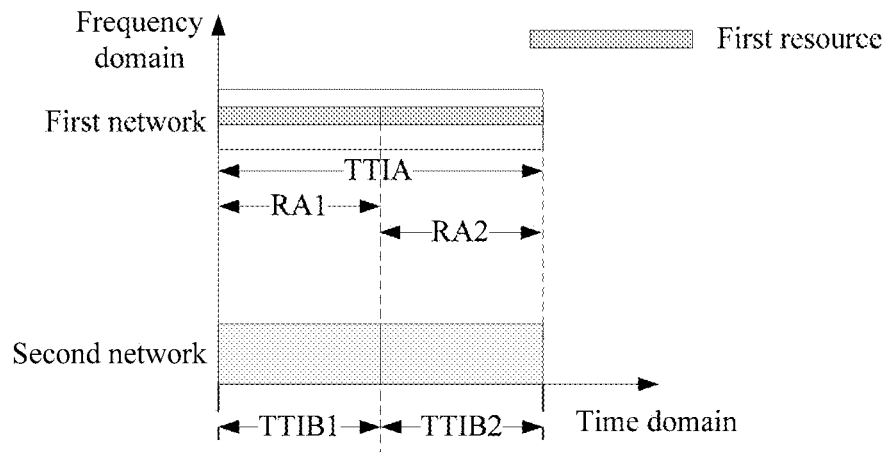 Frequency
domain
First resource
First network
TTIA
RA1
RA2
Second network
TTIB1
TTIB2
Time domain